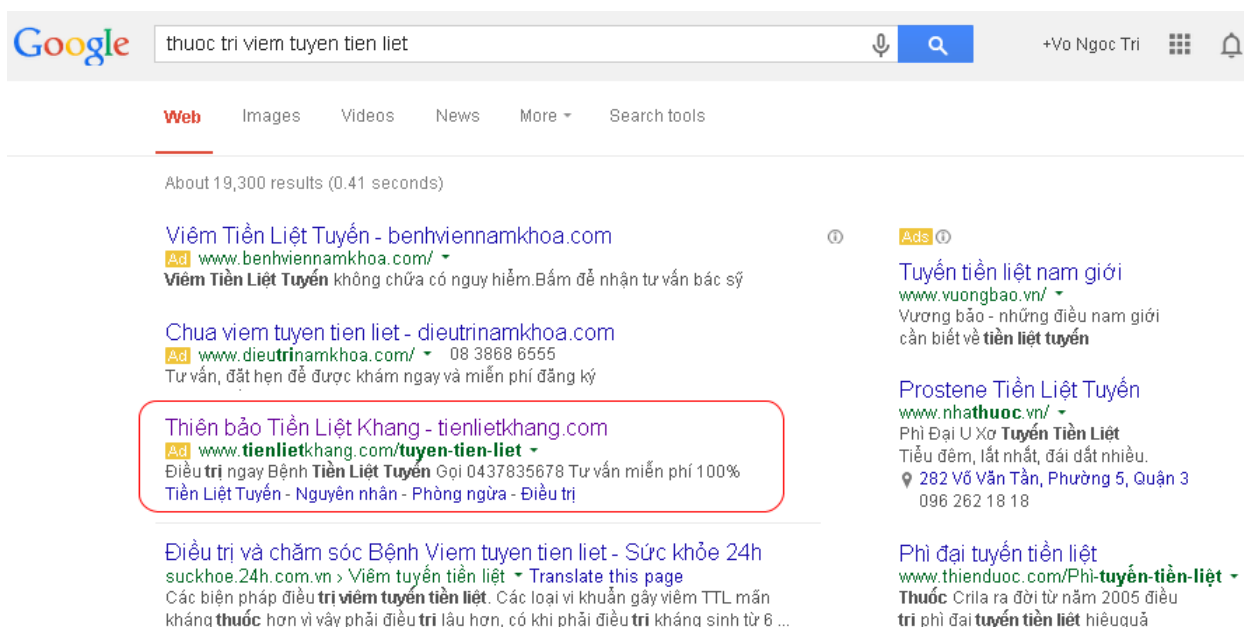 Google
thuoc tri viem tuyen tien liet
+Vo Ngoc Tri
Web Images Videos News More Search tools
About 19,300 results (0.41 seconds)
Viêm Tiền Liệt Tuyến - benhviennamkhoa.com
Ad www.benhviennamkhoa.com/
Viêm Tiền Liệt Tuyến không chữa có nguy hiểm.Bấm để nhận tư vấn bác sỹ
Chua viem tuyen tien liet - dieutrinamkhoa.com
Ad www.dieutrinamkhoa.com/ 08 3868 6555
Tư vấn, đặt hẹn để được khám ngay và miễn phí đăng ký
Thiên bảo Tiền Liệt Khang - tienlietkhang.com
Ad www.tienlietkhang.com/tuyen-tien-liet
Điều trị ngay Bệnh Tiền Liệt Tuyến Gọi 0437835678 Tư vấn miễn phí 100%
Tiền Liệt Tuyến - Nguyên nhân - Phòng ngừa - Điều trị
Điều trị và chăm sóc Bệnh Viem tuyen tien liet - Sức khỏe 24h
suckhoe.24h.com.vn › Viêm tuyến tiền liệt Translate this page
Các biện pháp điều trị viêm tuyến tiền liệt. Các loại vi khuẩn gây viêm TTL mãn
kháng thuốc hơn vì vậy phải điều trị lâu hơn, có khi phải điều trị kháng sinh từ 6 ...
Ads
Tuyến tiền liệt nam giới
www.vuongbao.vn/
Vương bảo - những điều nam giới
cần biết về tiền liệt tuyến
Prostene Tiền Liệt Tuyến
www.nhathuoc.vn/
Phì Đại U Xơ Tuyến Tiền Liệt
Tiểu đêm, lắt nhắt, đái dắt nhiều.
282 Võ Văn Tần, Phường 5, Quận 3
096 262 18 18
Phì đại tuyến tiền liệt
www.thienduoc.com/Phì-tuyến-tiền-liệt
Thuốc Crila ra đời từ năm 2005 điều
trị phì đại tuyến tiền liệt hiêuquả